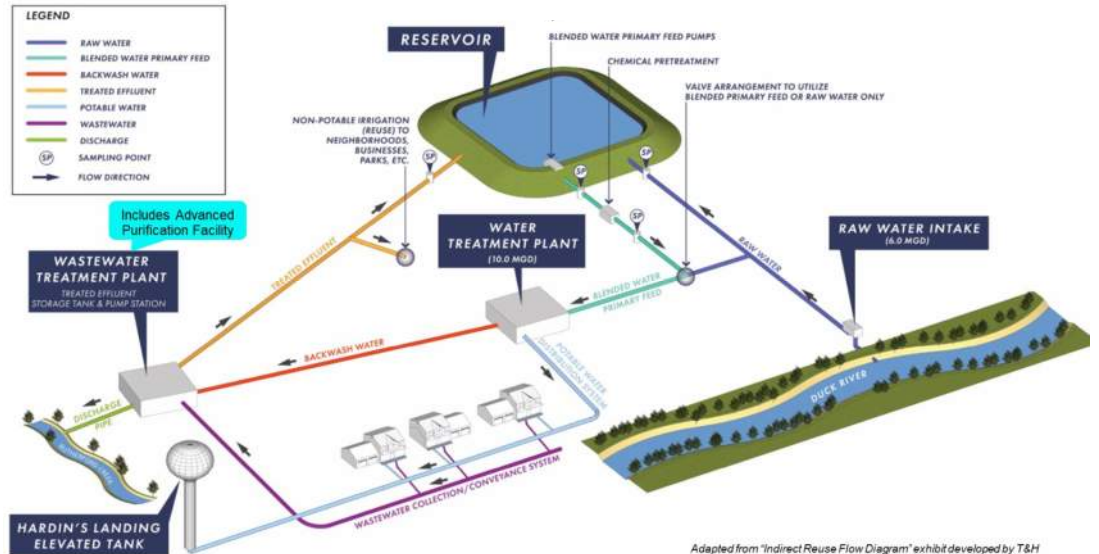 LEGEND
RAW WATER
BLENDED WATER PRIMARY FEED
BACKWASH WATER
TREATED EFFLUENT
POTABLE WATER
WASTEWATER
DISCHARGE
SP SAMPLING POINT
FLOW DIRECTION
RESERVOIR
BLENDED WATER PRIMARY FEED PUMPS
CHEMICAL PRETREATMENT
VALVE ARRANGEMENT TO UTILIZE
BLENDED PRIMARY FEED OR RAW WATER ONLY
NON-POTABLE IRRIGATION
(REUSE) TO
NEIGHBORHOODS,
BUSINESSES,
PARKS, ETC.
SP
SP
SP
SP
Includes Advanced
Purification Facility
WASTEWATER
TREATMENT PLANT
TREATED EFFLUENT
STORAGE TANK & PUMP STATION
WATER
TREATMENT PLANT
(10.0 MGD)
RAW WATER INTAKE
(6.0 MGD)
TREATED EFFLUENT
RAW WATER
BLENDED WATER
PRIMARY FEED
BACKWASH WATER
POTABLE WATER
DISTRIBUTION SYSTEM
DUCK RIVER
DISCHARGE
PIPE
RUTHERFORD CREEK
WASTEWATER COLLECTION/CONVEYANCE SYSTEM
HARDIN'S LANDING
ELEVATED TANK
Adapted from "Indirect Reuse Flow Diagram" exhibit developed by T&H